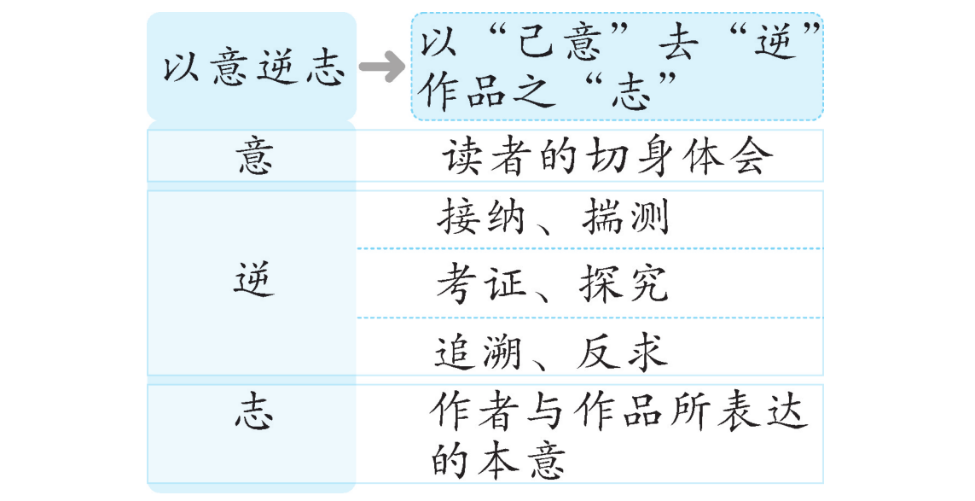 以意逆志
以“己意”去“逆”
作品之“志”
意
读者的切身体会
逆
接纳、揣测
考证、探究
追溯、反求
志
作者与作品所表达
的本意